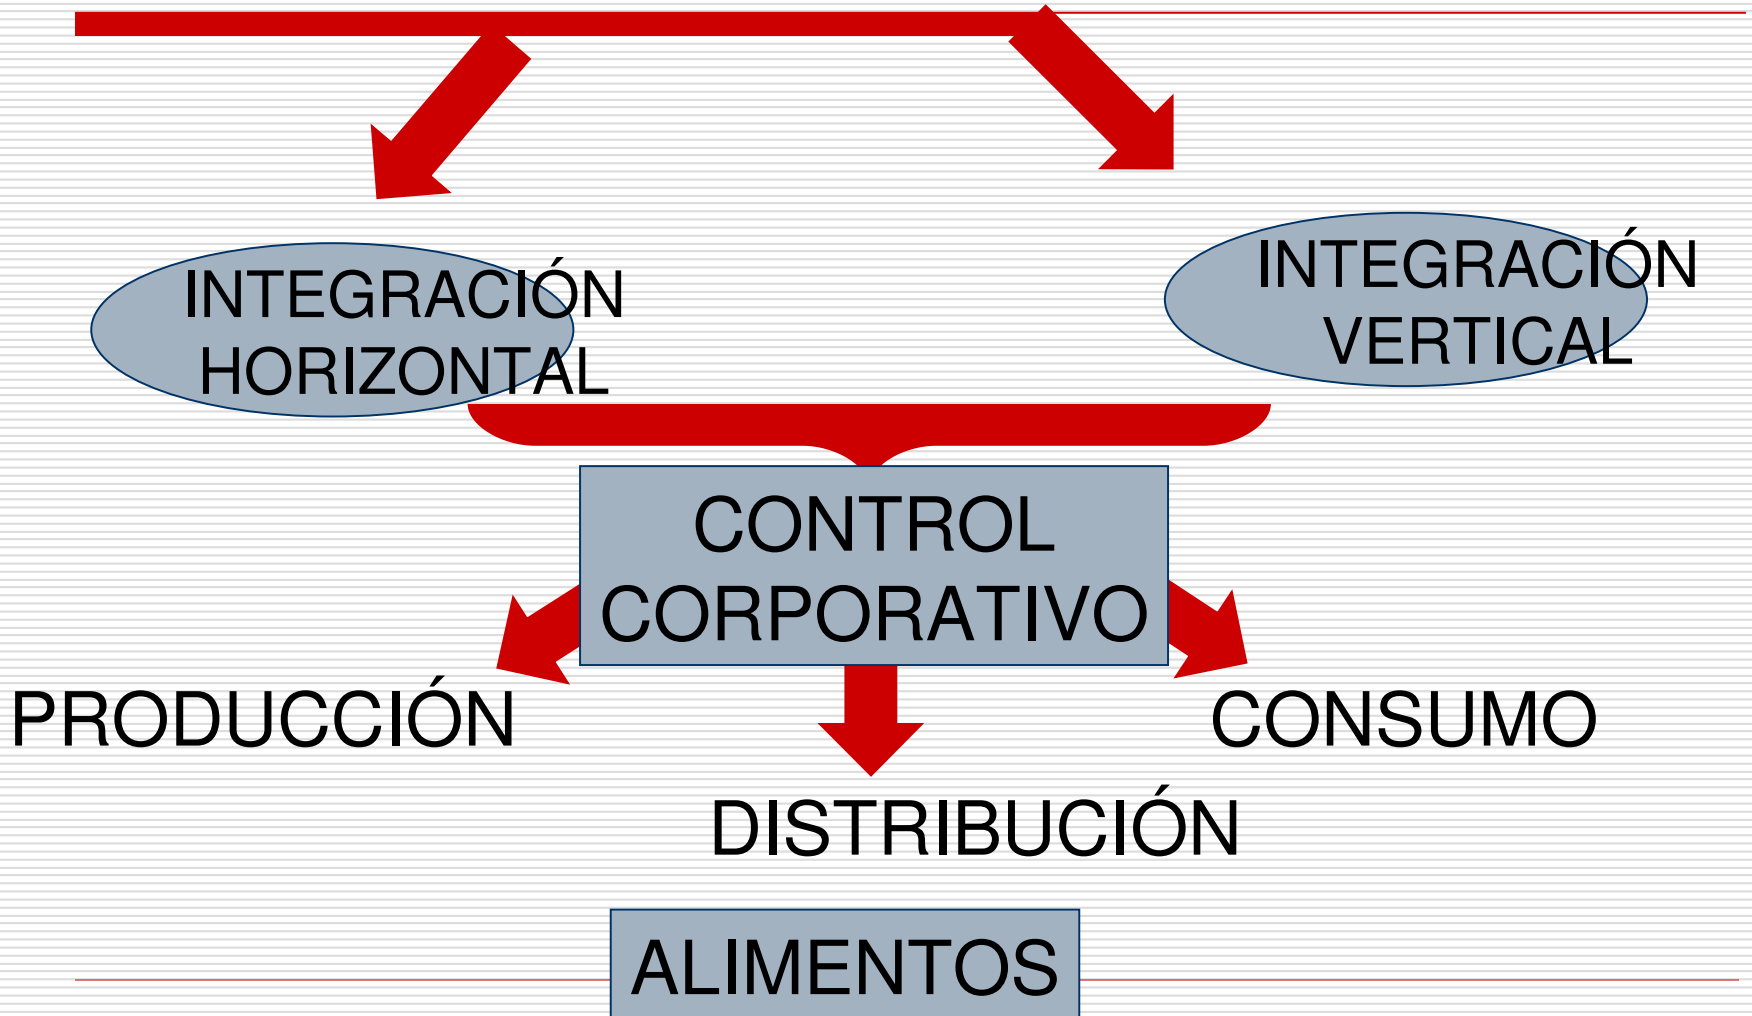 INTEGRACIÓN
HORIZONTAL
INTEGRACIÓN
VERTICAL
CONTROL
CORPORATIVO
PRODUCCIÓN
CONSUMO
DISTRIBUCIÓN
ALIMENTOS